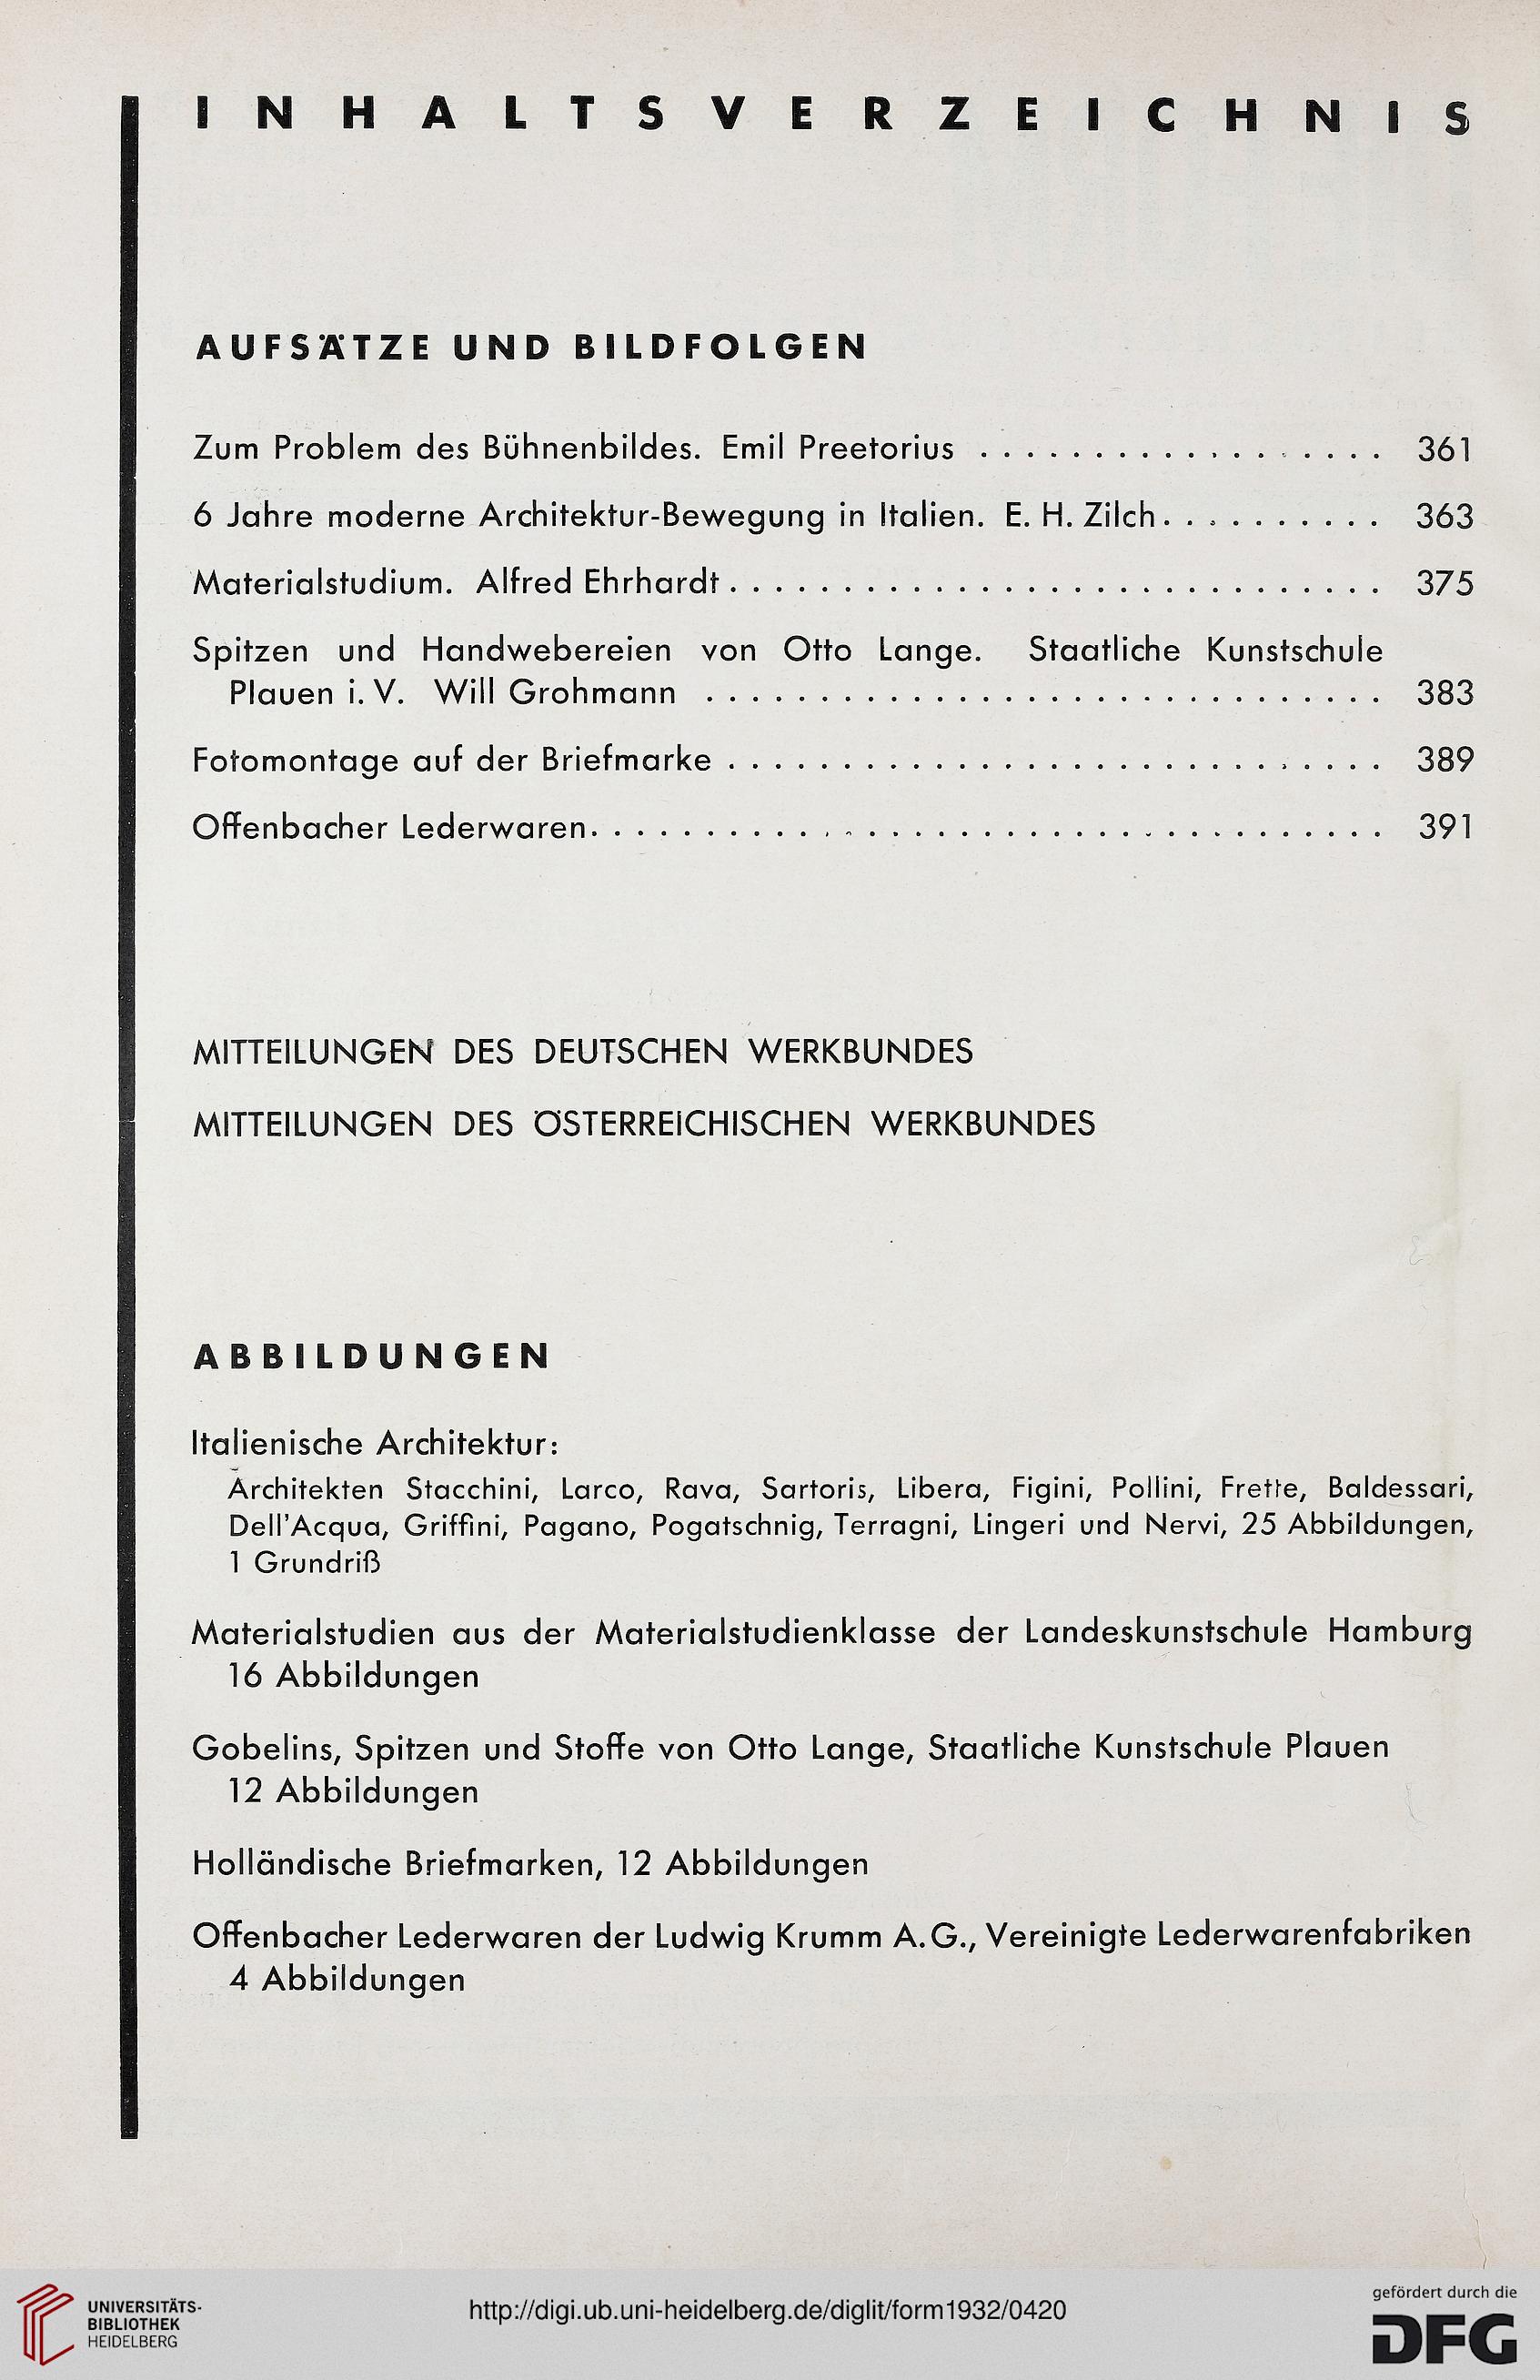 INHALTSVERZEICHNIS
AUFSÄTZE UND BILDFOLGEN
Zum Problem des Bühnenbildes. Emil Preetorius . . . . . . . . . . . . . . . . . . 361
6 Jahre moderne Architektur-Bewegung in Italien. E. H. Zilch . . . . . . . . . . 363
Materialstudium. Alfred Ehrhardt . . . . . . . . . . . . . . . . . . . . . . . . . . . . . 375
Spitzen und Handwebereien von Otto Lange. Staatliche Kunstschule
Plauen i. V. Will Grohmann . . . . . . . . . . . . . . . . . . . . . . . . . . . . . . 383
Fotomontage auf der Briefmarke . . . . . . . . . . . . . . . . . . . . . . . . . . . . . 389
Offenbacher Lederwaren . . . . . . . . . . . . . . . . . . . . . . . . . . . . . . . . . . . 391
MITTEILUNGEN DES DEUTSCHEN WERKBUNDES
MITTEILUNGEN DES ÖSTERREICHISCHEN WERKBUNDES
ABBILDUNGEN
Italienische Architektur:
Architekten Stacchini, Larco, Rava, Sartoris, Libera, Figini, Pollini, Frette, Baldessari,
Dell'Acqua, Griffini, Pagano, Pogatschnig, Terragni, Lingeri und Nervi, 25 Abbildungen,
1 Grundriß
Materialstudien aus der Materialstudienklasse der Landeskunstschule Hamburg
16 Abbildungen
Gobelins, Spitzen und Stoffe von Otto Lange, Staatliche Kunstschule Plauen
12 Abbildungen
Holländische Briefmarken, 12 Abbildungen
Offenbacher Lederwaren der Ludwig Krumm A.G., Vereinigte Lederwarenfabriken
4 Abbildungen
UNIVERSITÄTS-
BIBLIOTHEK
HEIDELBERG
http://digi.ub.uni-heidelberg.de/diglit/form1932/0420
gefördert durch die
DFG